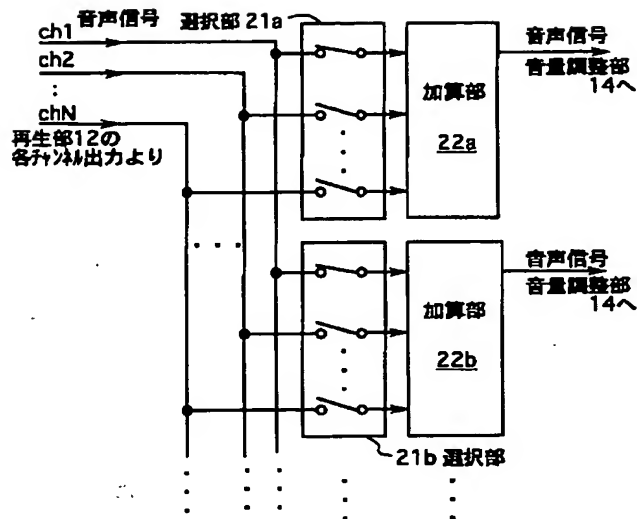 音声信号
選択部 21a
ch1
ch2
:
chN
再生部12の
各チャンネル出力より
加算部
22a
音声信号
音量調整部
14へ
加算部
22b
音声信号
音量調整部
14へ
21b 選択部